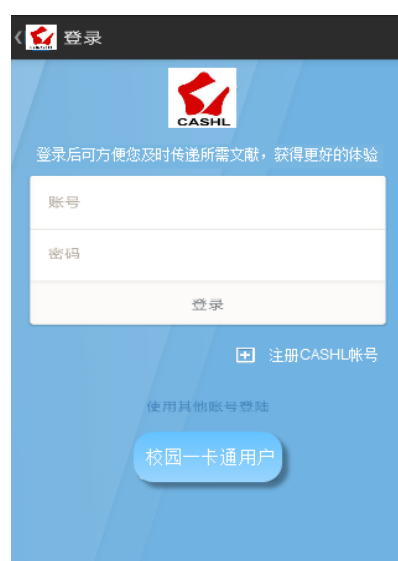 登录
CASHL
登录后可方便您及时传递所需文献，获得更好的体验
账号
密码
登录
注册CASHL帐号
使用其他账号登陆
校园一卡通用户